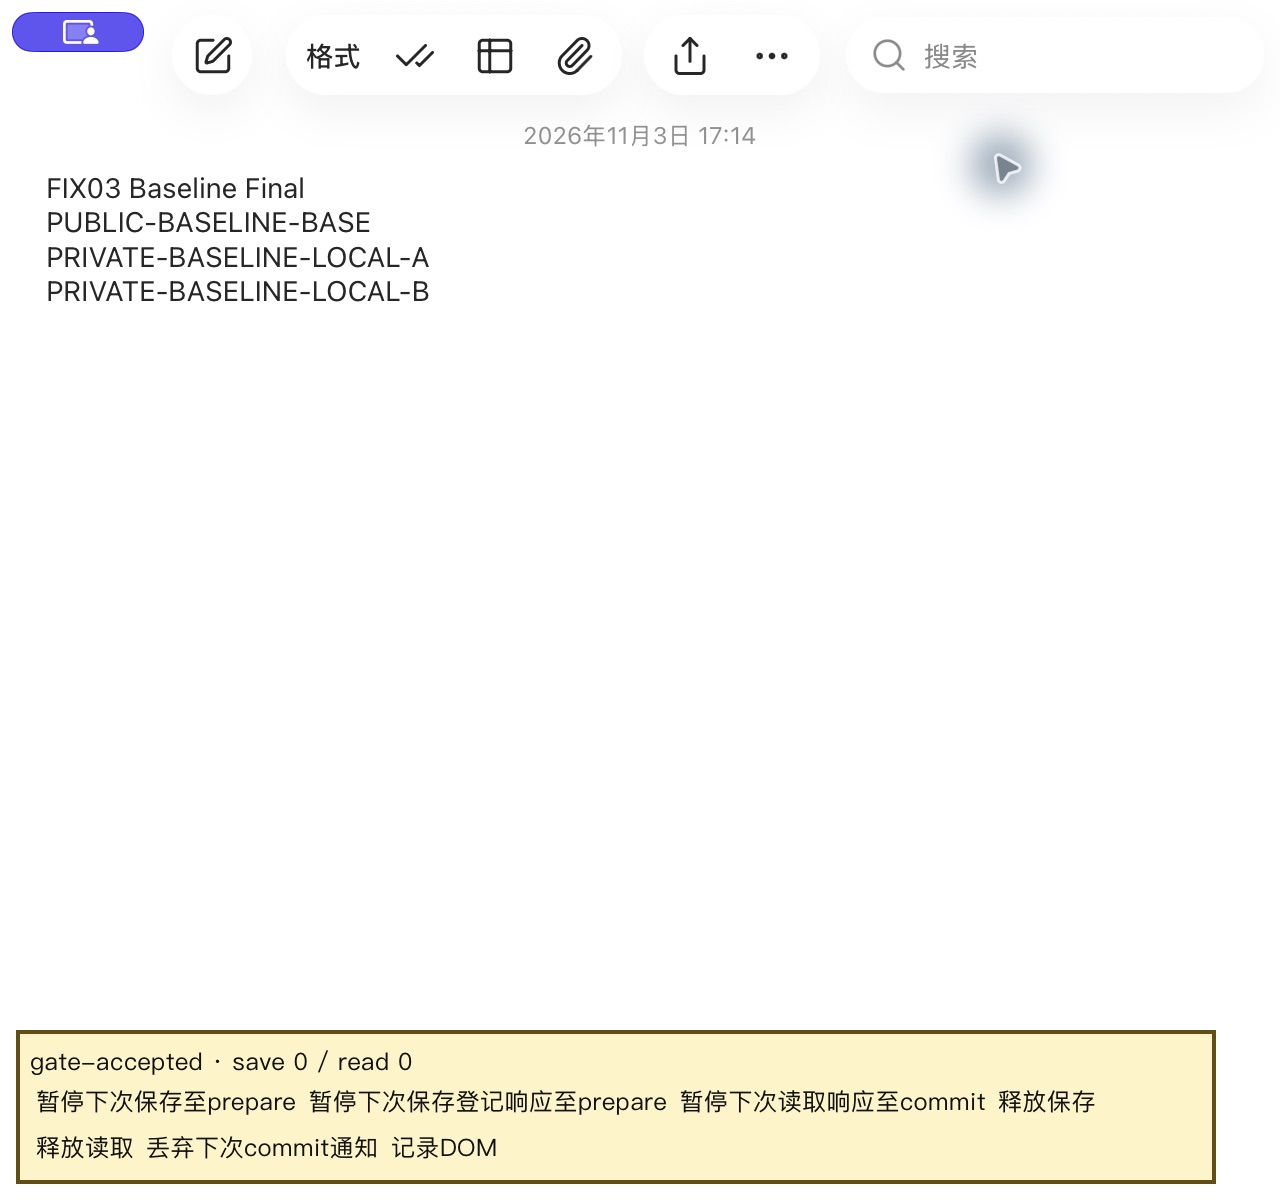 格式
搜索
2026年11月3日 17:14
FIX03 Baseline Final
PUBLIC-BASELINE-BASE
PRIVATE-BASELINE-LOCAL-A
PRIVATE-BASELINE-LOCAL-B
gate-accepted · save 0 / read 0
暂停下次保存至prepare 暂停下次保存登记响应至prepare 暂停下次读取响应至commit 释放保存
释放读取 丢弃下次commit通知 记录DOM